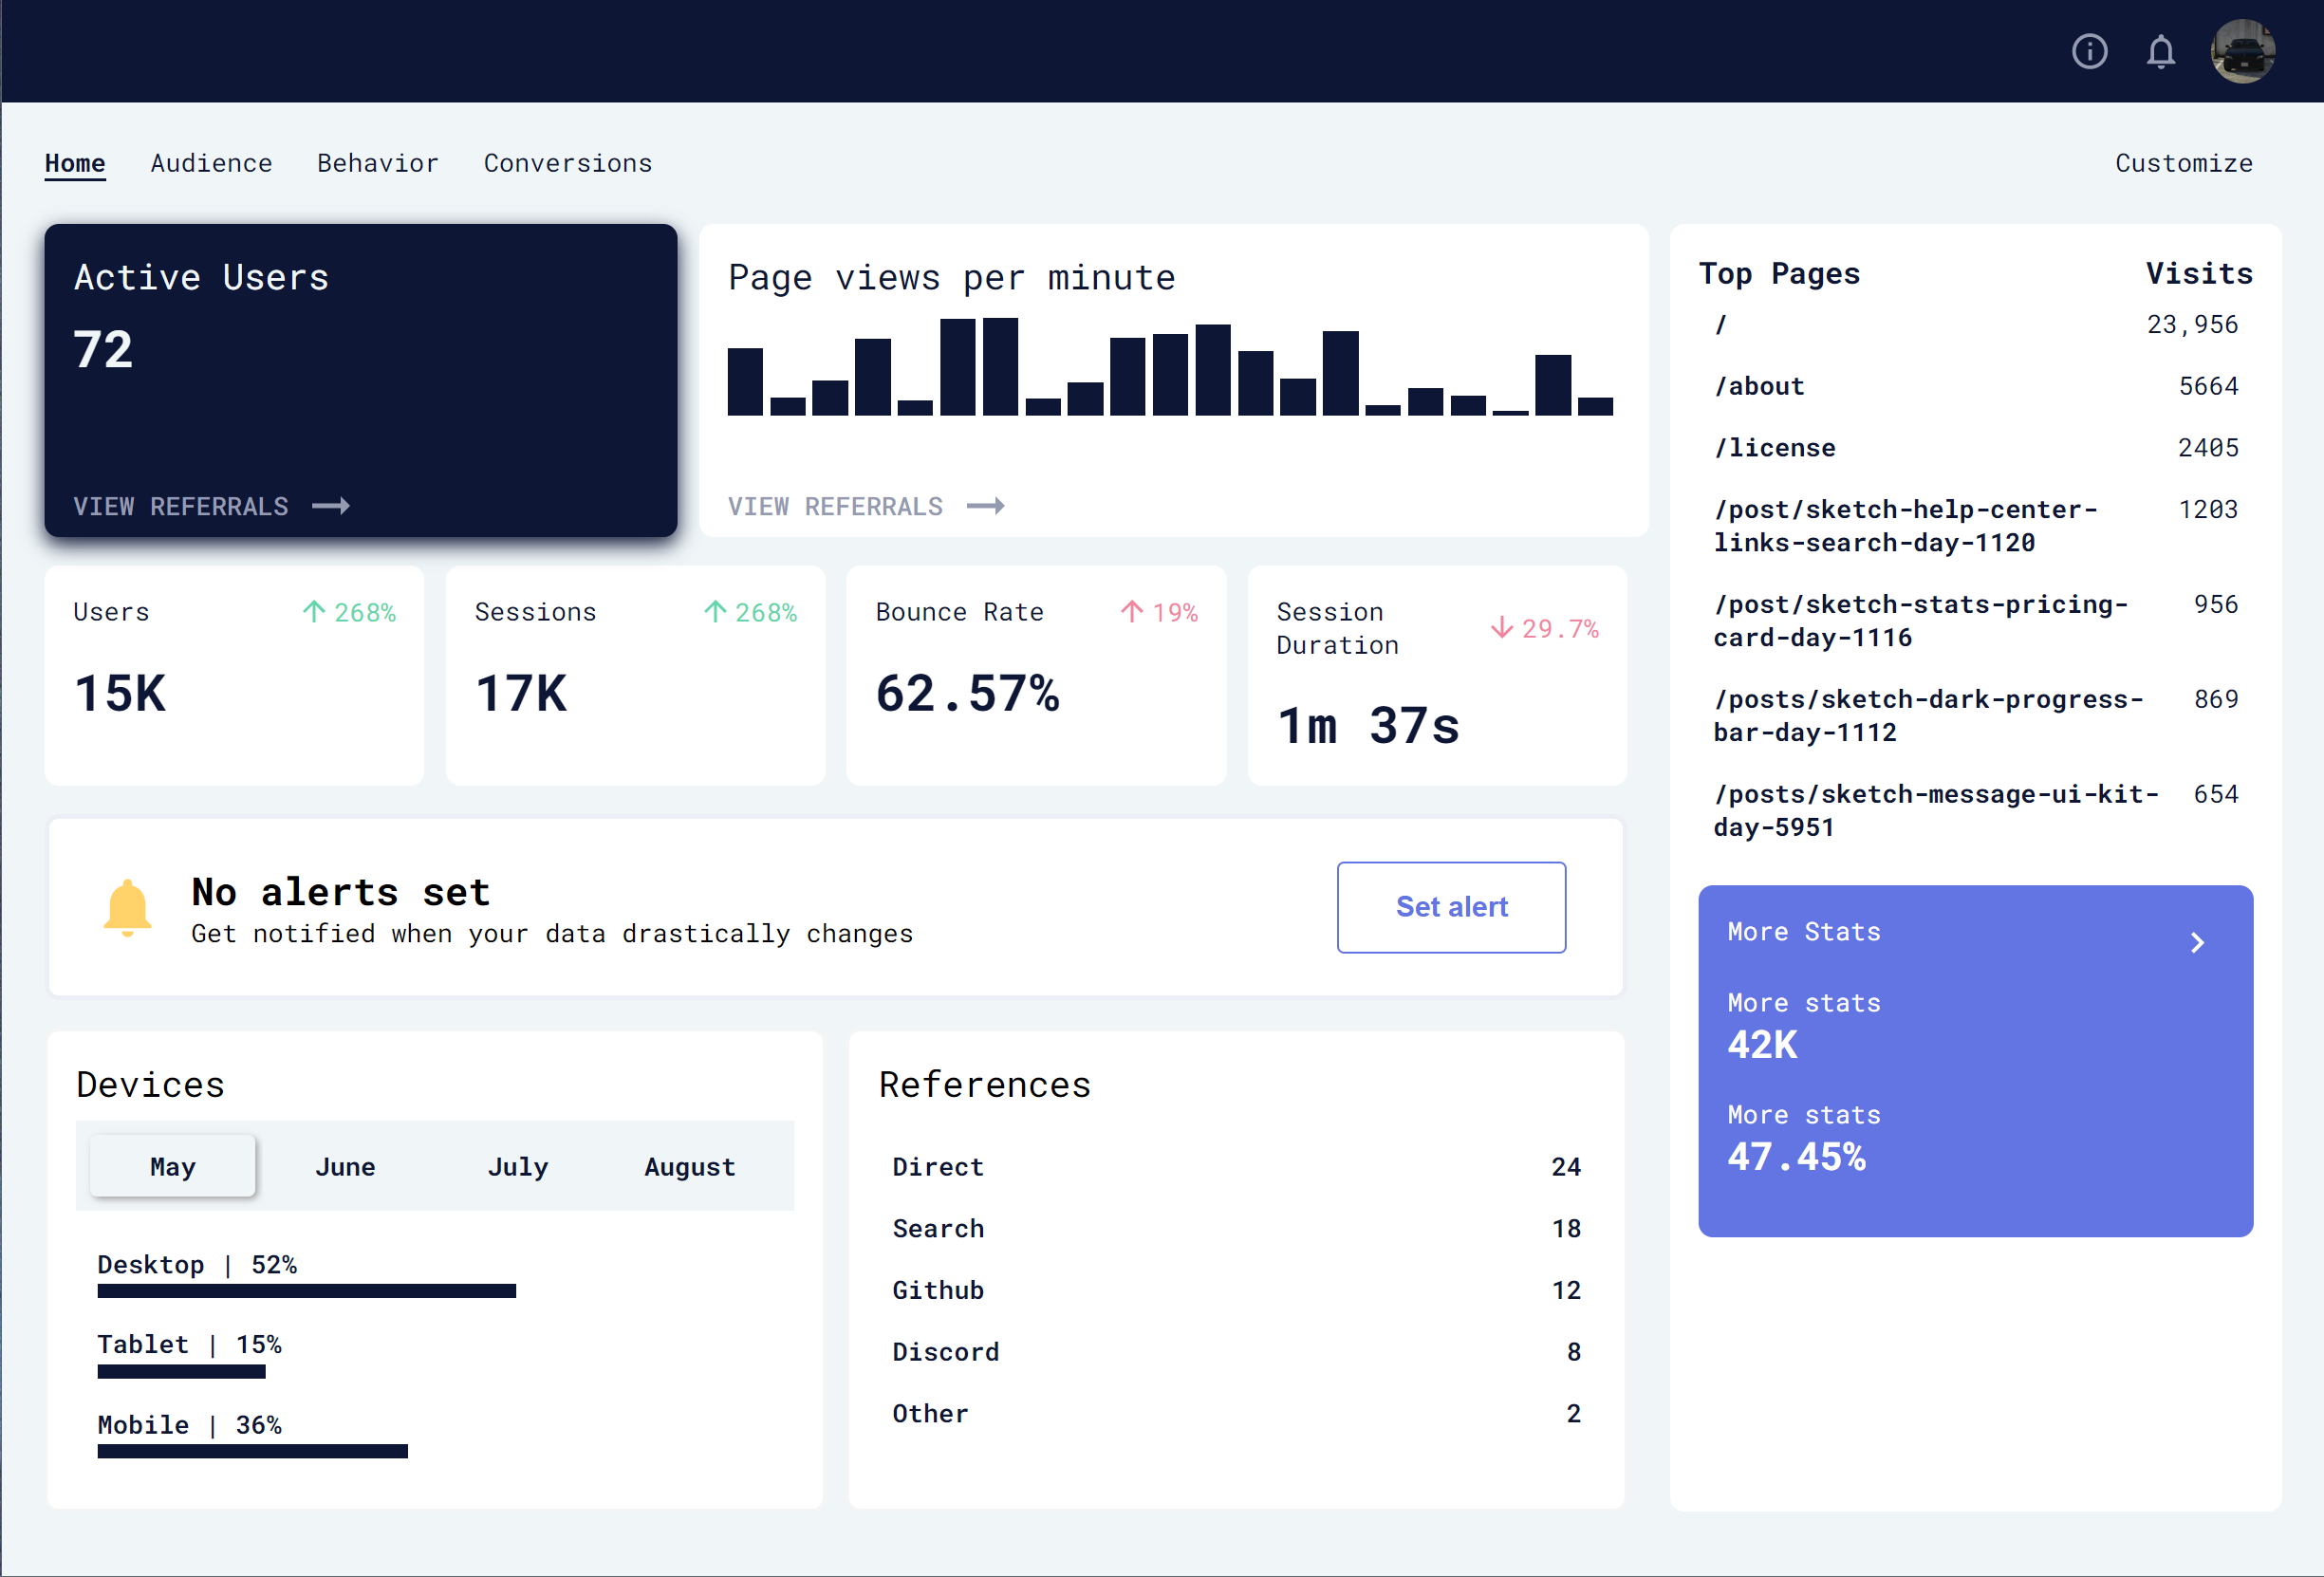 Home Audience Behavior Conversions Customize
Active Users
72
VIEW REFERRALS
Page views per minute
VIEW REFERRALS
Users 268%
15K
Sessions 268%
17K
Bounce Rate 19%
62.57%
Session
Duration 29.7%
1m 37s
No alerts set
Get notified when your data drastically changes
Set alert
Devices
May June July August
Desktop | 52%
Tablet | 15%
Mobile | 36%
References
Direct 24
Search 18
Github 12
Discord 8
Other 2
Top Pages Visits
/ 23,956
/about 5664
/license 2405
/post/sketch-help-center- 1203
links-search-day-1120
/post/sketch-stats-pricing- 956
card-day-1116
/posts/sketch-dark-progress- 869
bar-day-1112
/posts/sketch-message-ui-kit- 654
day-5951
More Stats
More stats
42K
More stats
47.45%